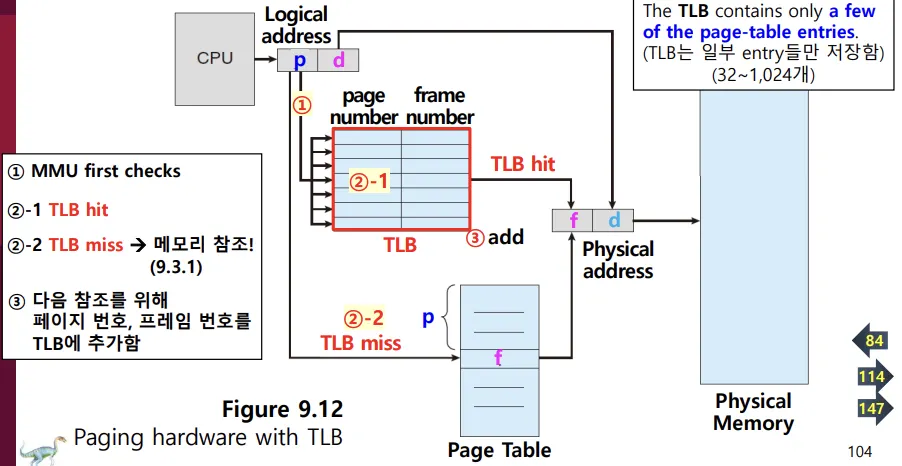 The TLB contains only a few
of the page-table entries.
(TLB는 일부 entry들만 저장함)
(32~1,024개)
Logical
address
CPU
p d
①
page
number
frame
number
②-1
TLB hit
TLB
③ add
f d
Physical
address
① MMU first checks
②-1 TLB hit
②-2 TLB miss → 메모리 참조!
(9.3.1)
③ 다음 참조를 위해
페이지 번호, 프레임 번호를
TLB에 추가함
②-2
TLB miss
p
f
Page Table
Physical
Memory
84
114
147
Figure 9.12
Paging hardware with TLB
104